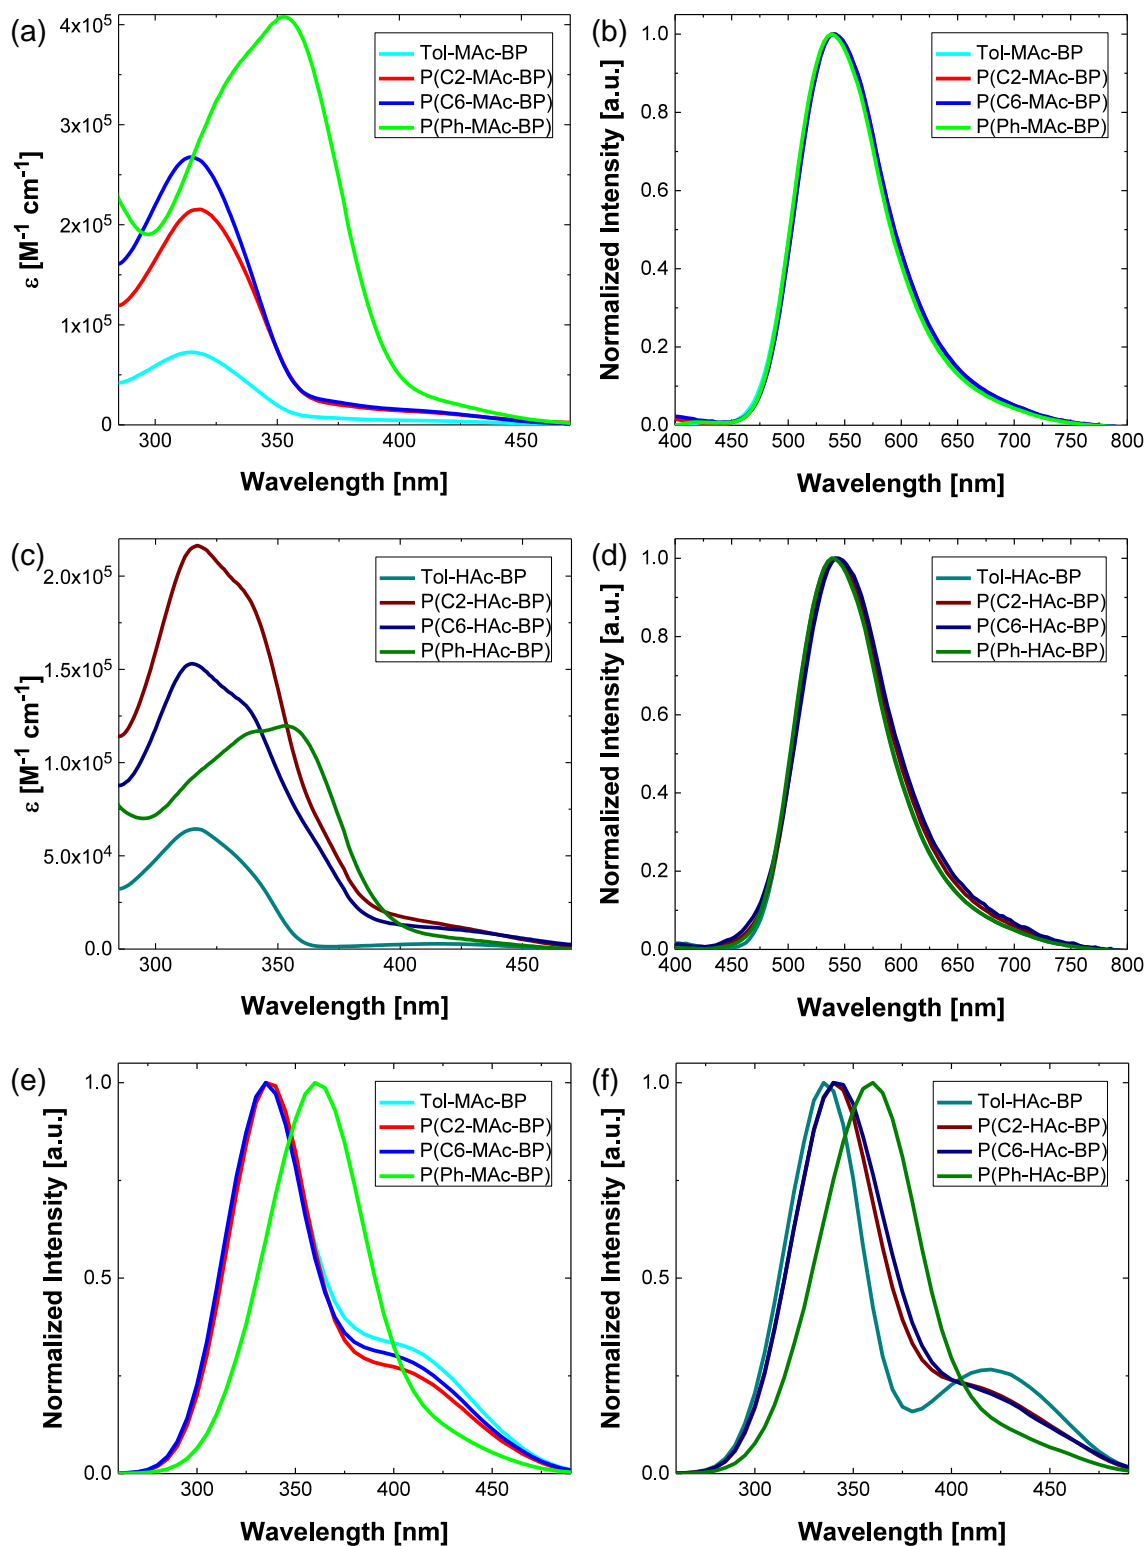 (a)
4x10⁵
3x10⁵
2x10⁵
1x10⁵
0
ε [M⁻¹ cm⁻¹]
Tol-MAc-BP
P(C2-MAc-BP)
P(C6-MAc-BP)
P(Ph-MAc-BP)
300 350 400 450
Wavelength [nm]
(b)
1.0
0.8
0.6
0.4
0.2
0.0
Normalized Intensity [a.u.]
Tol-MAc-BP
P(C2-MAc-BP)
P(C6-MAc-BP)
P(Ph-MAc-BP)
400 450 500 550 600 650 700 750 800
Wavelength [nm]
(c)
2.0x10⁵
1.5x10⁵
1.0x10⁵
5.0x10⁴
0.0
ε [M⁻¹ cm⁻¹]
Tol-HAc-BP
P(C2-HAc-BP)
P(C6-HAc-BP)
P(Ph-HAc-BP)
300 350 400 450
Wavelength [nm]
(d)
1.0
0.8
0.6
0.4
0.2
0.0
Normalized Intensity [a.u.]
Tol-HAc-BP
P(C2-HAc-BP)
P(C6-HAc-BP)
P(Ph-HAc-BP)
400 450 500 550 600 650 700 750 800
Wavelength [nm]
(e)
1.0
0.5
0.0
Normalized Intensity [a.u.]
Tol-MAc-BP
P(C2-MAc-BP)
P(C6-MAc-BP)
P(Ph-MAc-BP)
300 350 400 450
Wavelength [nm]
(f)
1.0
0.5
0.0
Normalized Intensity [a.u.]
Tol-HAc-BP
P(C2-HAc-BP)
P(C6-HAc-BP)
P(Ph-HAc-BP)
300 350 400 450
Wavelength [nm]